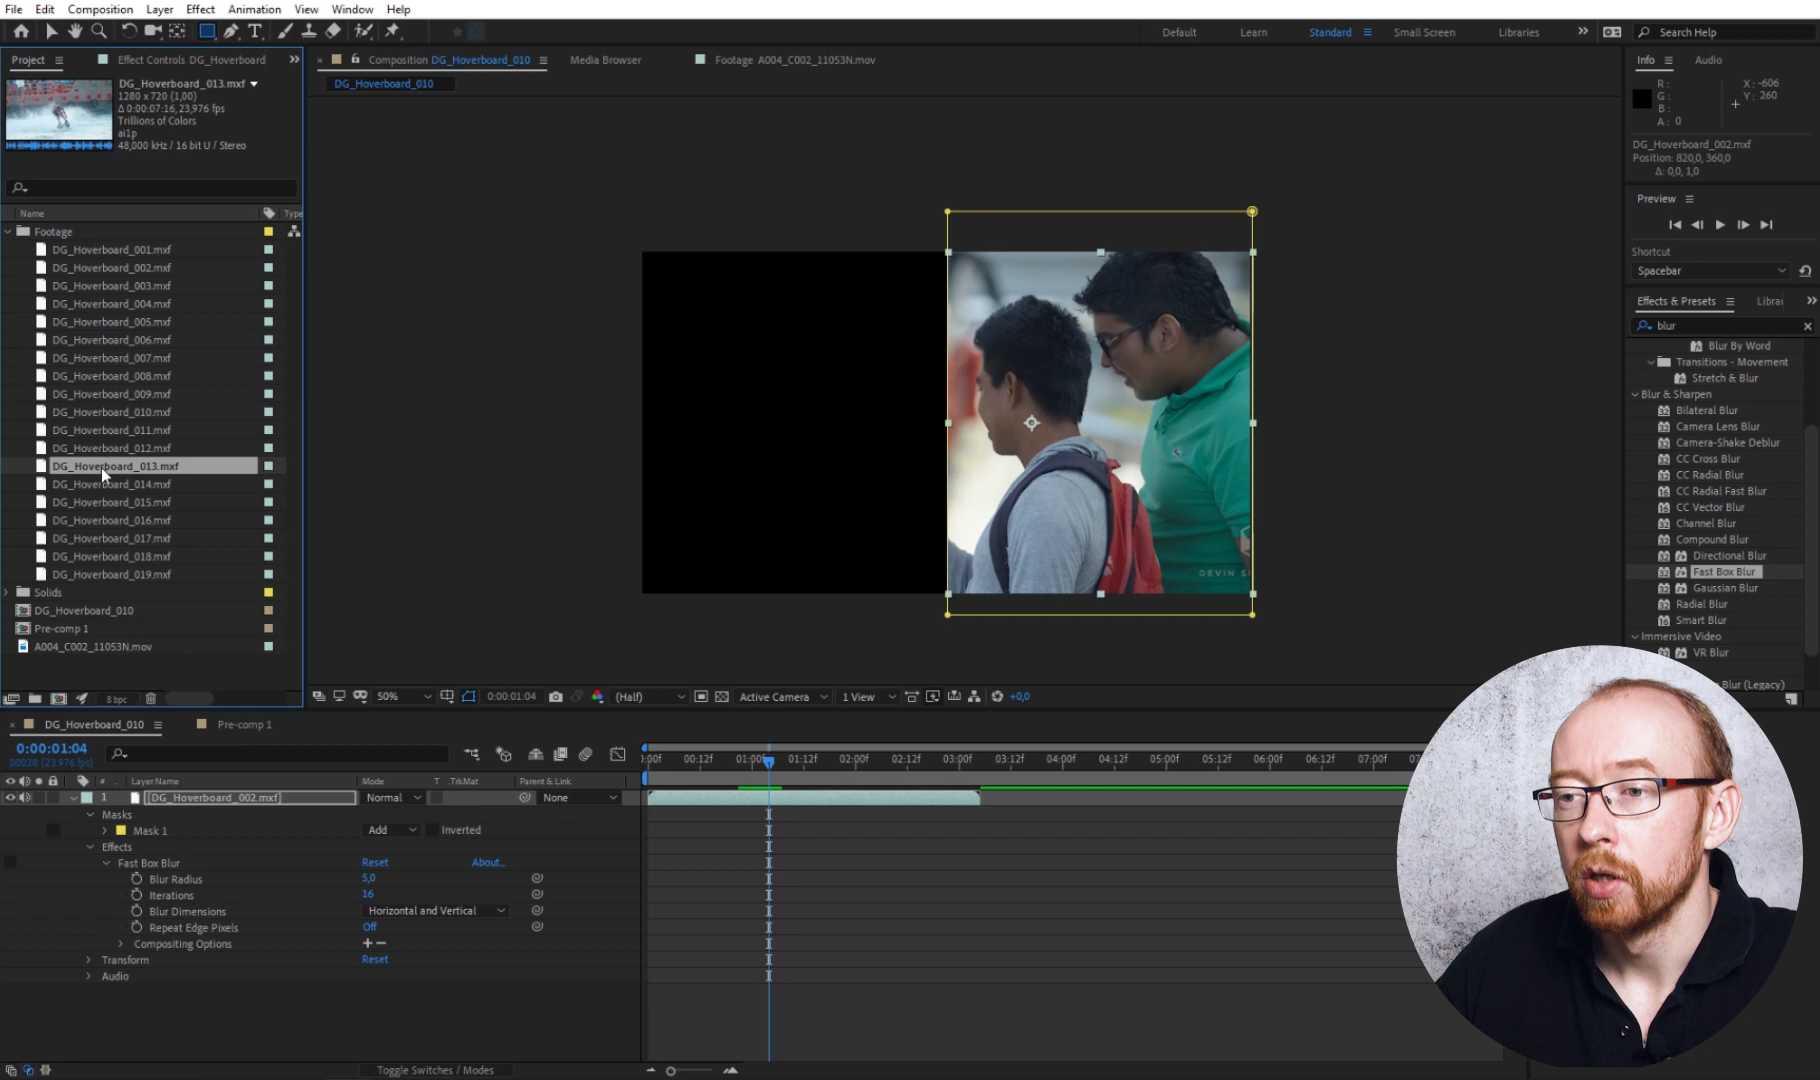 File Edit Composition Layer Effect Animation View Window Help
Default Learn Standard Small Screen Libraries Search Help
Project Effect Controls DG_Hoverboard
Composition DG_Hoverboard_010 Media Browser Footage A004_C002_11053N.mov
Info Audio
DG_Hoverboard_013.mxf
1280 x 720 (1,00)
Δ 0:00:07:16, 23,976 fps
Trillions of Colors
ai1p
48,000 kHz / 16 bit U / Stereo
DG_Hoverboard_010
R :
G :
B :
A : 0
X: -606
Y: 260
DG_Hoverboard_002.mxf
Position: 820,0, 360,0
Δ: 0,0, 1,0
Preview
Shortcut
Spacebar
Effects & Presets Librai
blur
Name Type
Footage
DG_Hoverboard_001.mxf
DG_Hoverboard_002.mxf
DG_Hoverboard_003.mxf
DG_Hoverboard_004.mxf
DG_Hoverboard_005.mxf
DG_Hoverboard_006.mxf
DG_Hoverboard_007.mxf
DG_Hoverboard_008.mxf
DG_Hoverboard_009.mxf
DG_Hoverboard_010.mxf
DG_Hoverboard_011.mxf
DG_Hoverboard_012.mxf
DG_Hoverboard_013.mxf
DG_Hoverboard_014.mxf
DG_Hoverboard_015.mxf
DG_Hoverboard_016.mxf
DG_Hoverboard_017.mxf
DG_Hoverboard_018.mxf
DG_Hoverboard_019.mxf
Solids
DG_Hoverboard_010
Pre-comp 1
A004_C002_11053N.mov
8 bpc
DEVIN S
Blur By Word
Transitions - Movement
Stretch & Blur
Blur & Sharpen
Bilateral Blur
Camera Lens Blur
Camera-Shake Deblur
CC Cross Blur
CC Radial Blur
CC Radial Fast Blur
CC Vector Blur
Channel Blur
Compound Blur
Directional Blur
Fast Box Blur
Gaussian Blur
Radial Blur
Smart Blur
Immersive Video
VR Blur
Blur (Legacy)
50% 0:00:01:04 (Half) Active Camera 1 View +0,0
DG_Hoverboard_010 Pre-comp 1
0:00:01:04
00028 (23.976 fps)
:00f 00:12f 01:00f 01:12f 02:00f 02:12f 03:00f 03:12f 04:00f 04:12f 05:00f 05:12f 06:00f 06:12f 07:00f 07
# Layer Name Mode T .TrkMat Parent & Link
1 [DG_Hoverboard_002.mxf] Normal None
Masks
Mask 1 Add Inverted
Effects
Fast Box Blur Reset About...
Blur Radius 5,0
Iterations 16
Blur Dimensions Horizontal and Vertical
Repeat Edge Pixels Off
Compositing Options + −
Transform Reset
Audio
Toggle Switches / Modes